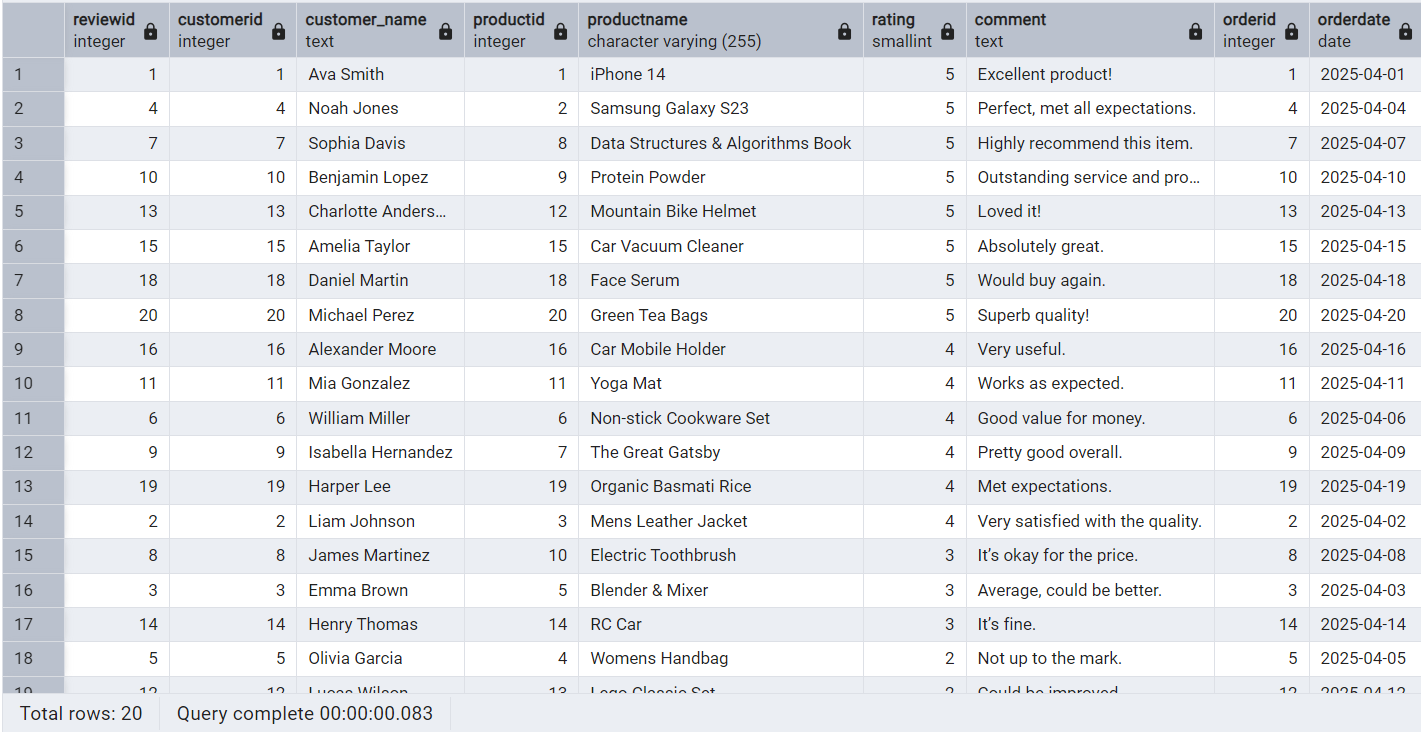 reviewid customerid customer_name productid productname rating comment orderid orderdate
integer integer text integer character varying (255) smallint text integer date
1 1 1 Ava Smith 1 iPhone 14 5 Excellent product! 1 2025-04-01
2 4 4 Noah Jones 2 Samsung Galaxy S23 5 Perfect, met all expectations. 4 2025-04-04
3 7 7 Sophia Davis 8 Data Structures & Algorithms Book 5 Highly recommend this item. 7 2025-04-07
4 10 10 Benjamin Lopez 9 Protein Powder 5 Outstanding service and pro... 10 2025-04-10
5 13 13 Charlotte Anders... 12 Mountain Bike Helmet 5 Loved it! 13 2025-04-13
6 15 15 Amelia Taylor 15 Car Vacuum Cleaner 5 Absolutely great. 15 2025-04-15
7 18 18 Daniel Martin 18 Face Serum 5 Would buy again. 18 2025-04-18
8 20 20 Michael Perez 20 Green Tea Bags 5 Superb quality! 20 2025-04-20
9 16 16 Alexander Moore 16 Car Mobile Holder 4 Very useful. 16 2025-04-16
10 11 11 Mia Gonzalez 11 Yoga Mat 4 Works as expected. 11 2025-04-11
11 6 6 William Miller 6 Non-stick Cookware Set 4 Good value for money. 6 2025-04-06
12 9 9 Isabella Hernandez 7 The Great Gatsby 4 Pretty good overall. 9 2025-04-09
13 19 19 Harper Lee 19 Organic Basmati Rice 4 Met expectations. 19 2025-04-19
14 2 2 Liam Johnson 3 Mens Leather Jacket 4 Very satisfied with the quality. 2 2025-04-02
15 8 8 James Martinez 10 Electric Toothbrush 3 It’s okay for the price. 8 2025-04-08
16 3 3 Emma Brown 5 Blender & Mixer 3 Average, could be better. 3 2025-04-03
17 14 14 Henry Thomas 14 RC Car 3 It’s fine. 14 2025-04-14
18 5 5 Olivia Garcia 4 Womens Handbag 2 Not up to the mark. 5 2025-04-05
19 12 12 Lucas Wilson 13 Lego Classic Set 2 Could be improved. 12 2025-04-12
Total rows: 20 Query complete 00:00:00.083